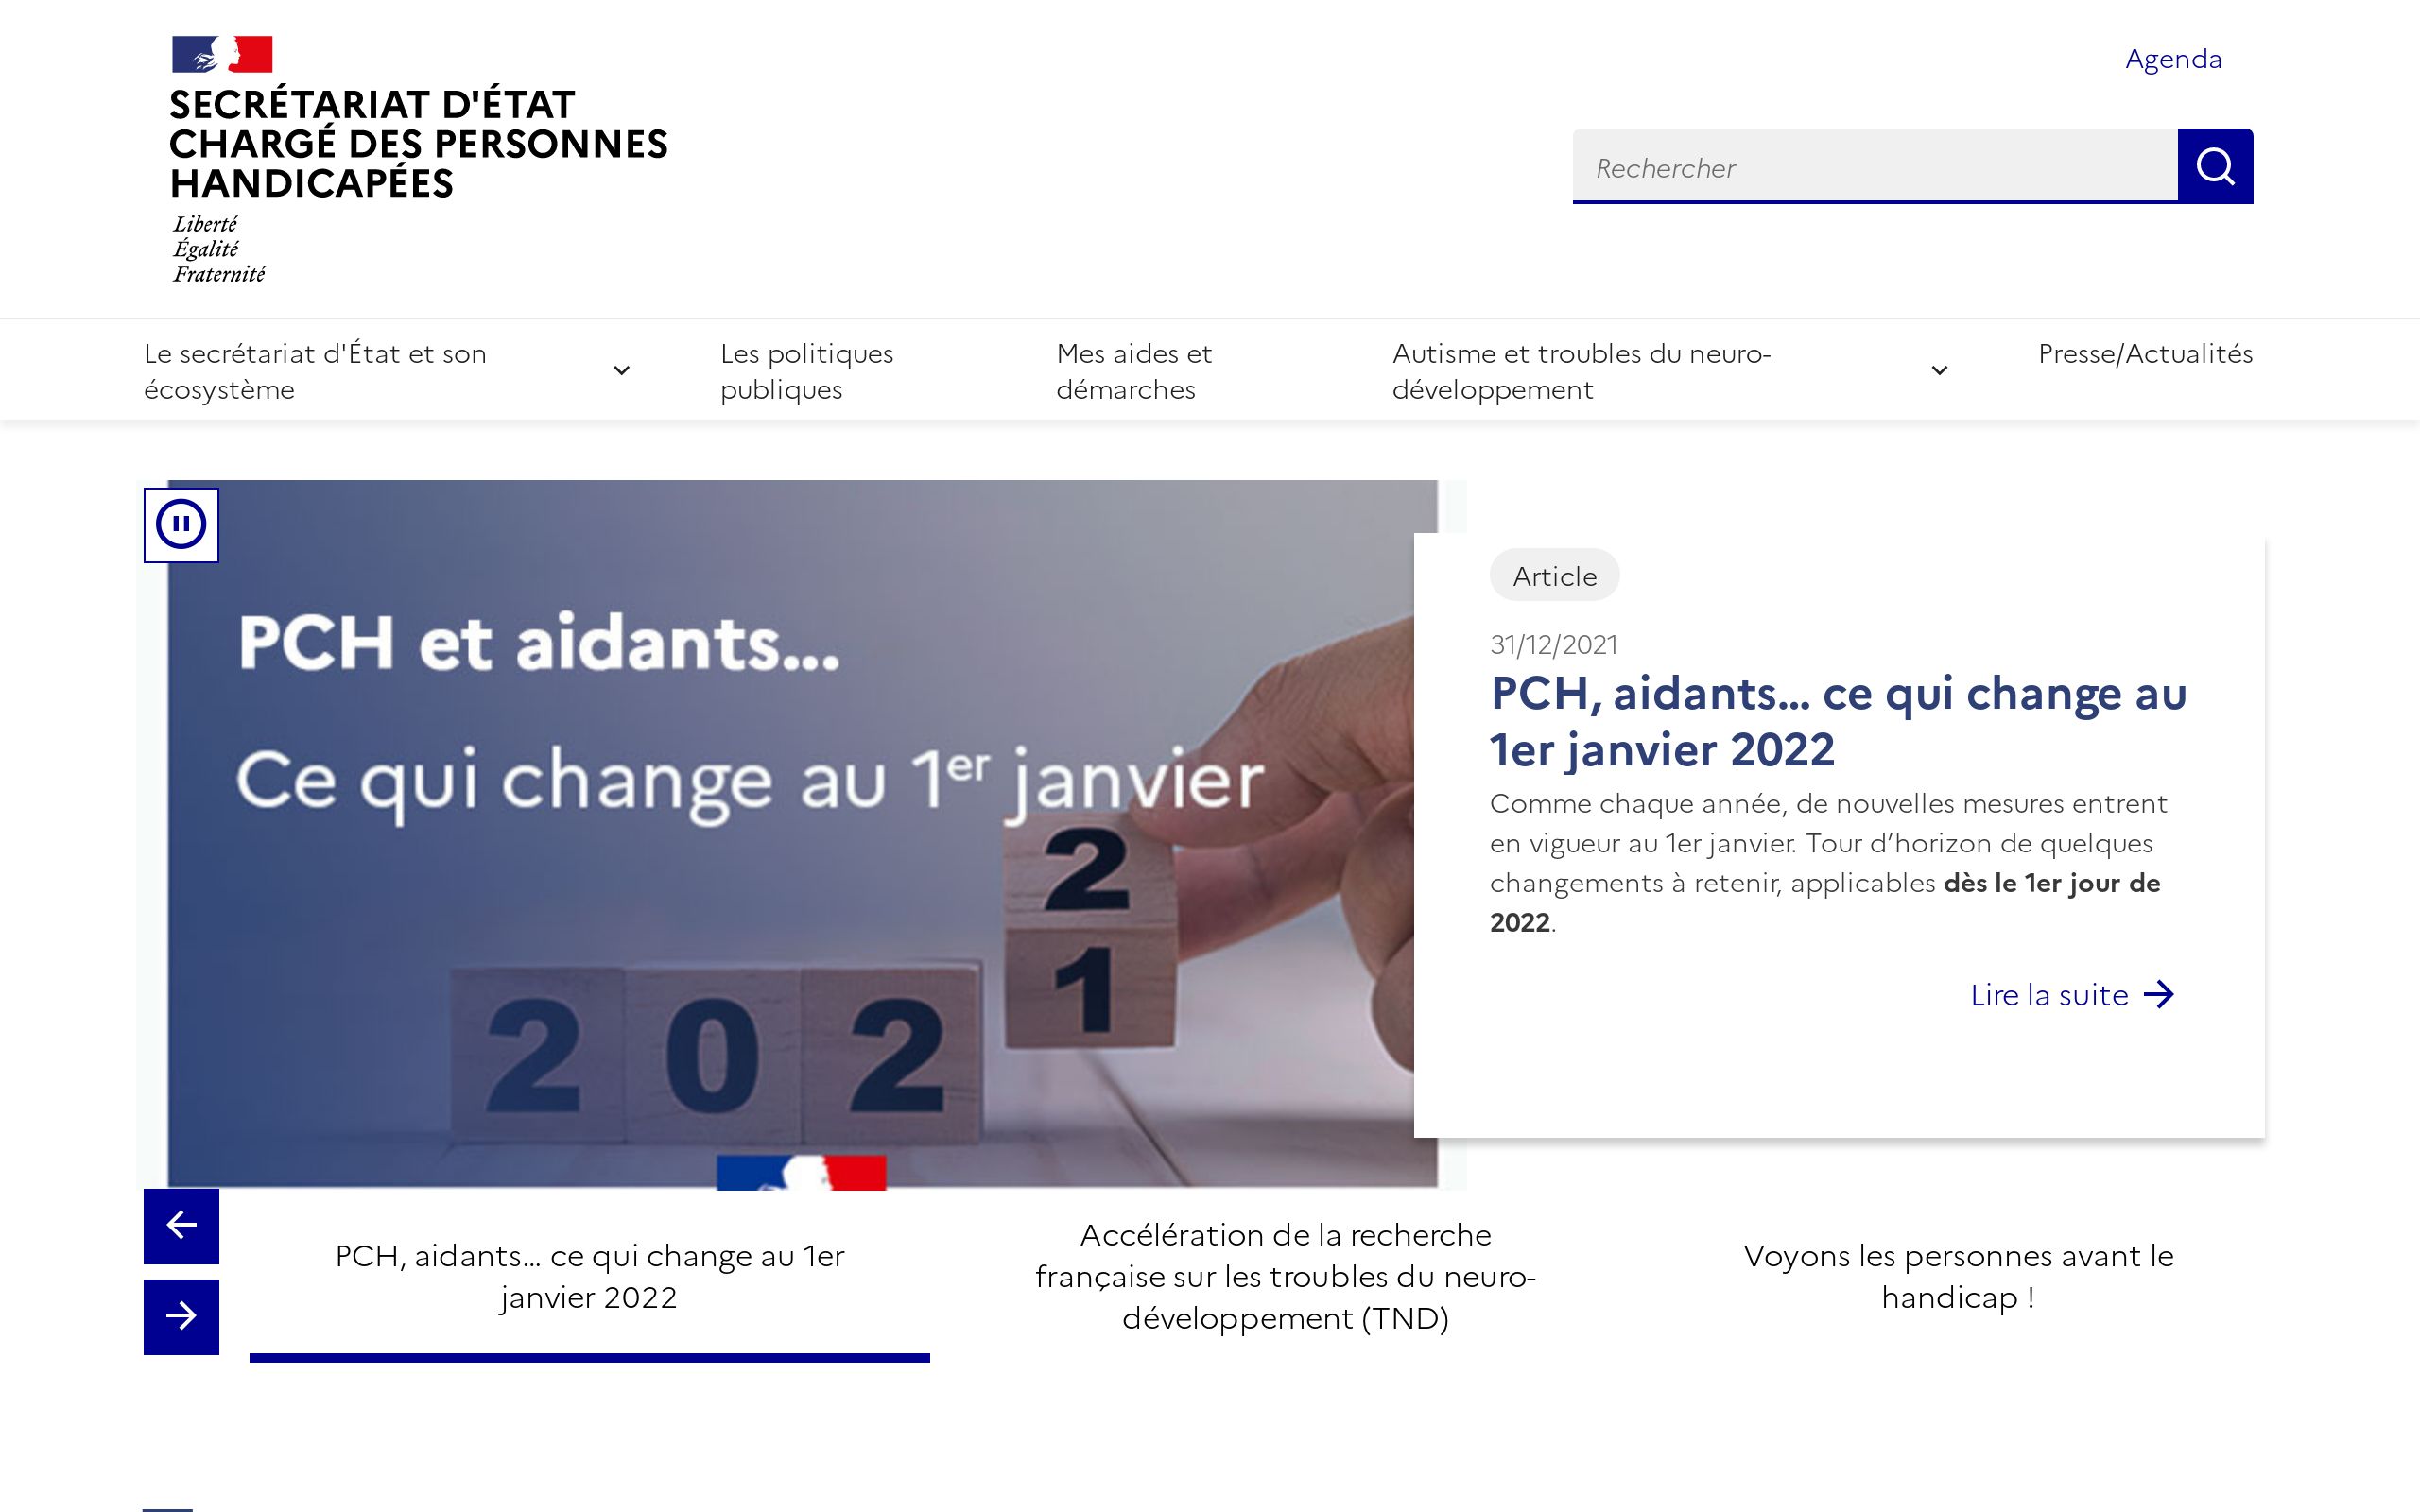 SECRÉTARIAT D'ÉTAT
CHARGÉ DES PERSONNES
HANDICAPÉES
Liberté
Égalité
Fraternité
Agenda
Rechercher
Le secrétariat d'État et son
écosystème
Les politiques
publiques
Mes aides et
démarches
Autisme et troubles du neuro-
développement
Presse/Actualités
PCH et aidants...
Ce qui change au 1er janvier
2
2 0 2 1
Article
31/12/2021
PCH, aidants... ce qui change au
1er janvier 2022
Comme chaque année, de nouvelles mesures entrent
en vigueur au 1er janvier. Tour d’horizon de quelques
changements à retenir, applicables dès le 1er jour de
2022.
Lire la suite
PCH, aidants... ce qui change au 1er
janvier 2022
Accélération de la recherche
française sur les troubles du neuro-
développement (TND)
Voyons les personnes avant le
handicap !